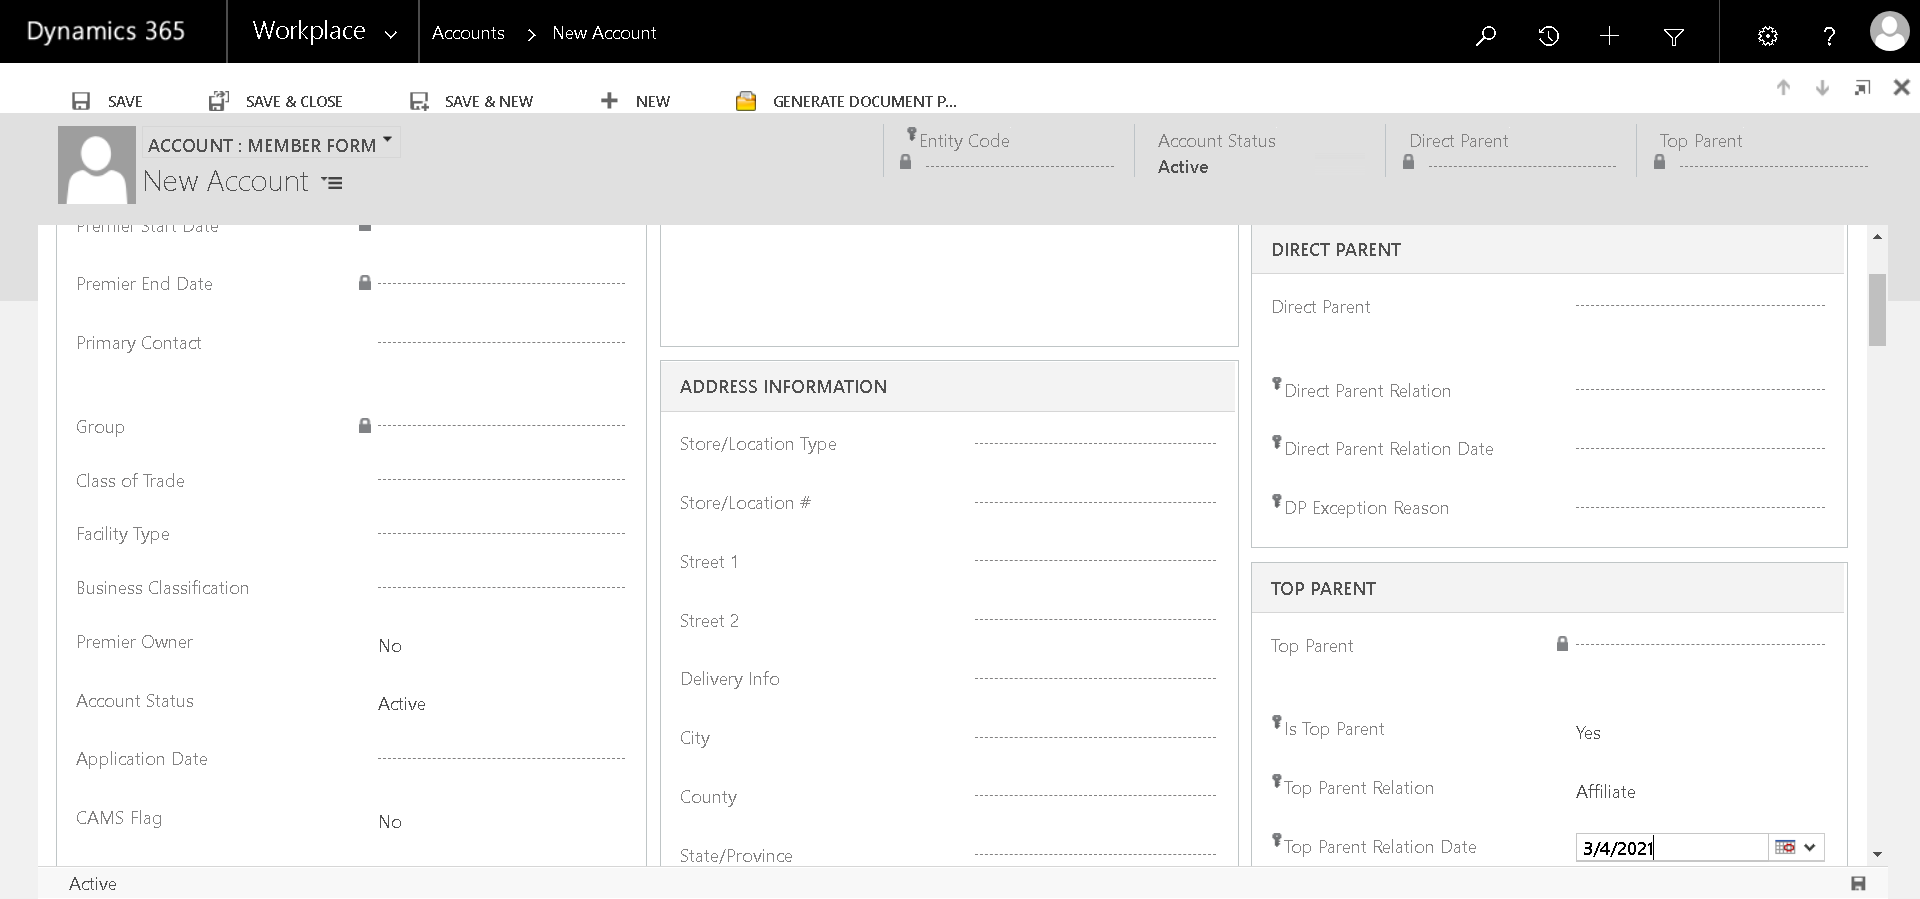 Dynamics 365
Workplace
Accounts > New Account
SAVE
SAVE & CLOSE
SAVE & NEW
NEW
GENERATE DOCUMENT P...
ACCOUNT : MEMBER FORM
New Account
Entity Code
Account Status
Active
Direct Parent
Top Parent
Premier Start Date
Premier End Date
Primary Contact
Group
Class of Trade
Facility Type
Business Classification
Premier Owner No
Account Status Active
Application Date
CAMS Flag No
ADDRESS INFORMATION
Store/Location Type
Store/Location #
Street 1
Street 2
Delivery Info
City
County
State/Province
DIRECT PARENT
Direct Parent
Direct Parent Relation
Direct Parent Relation Date
DP Exception Reason
TOP PARENT
Top Parent
Is Top Parent Yes
Top Parent Relation Affiliate
Top Parent Relation Date 3/4/2021
Active